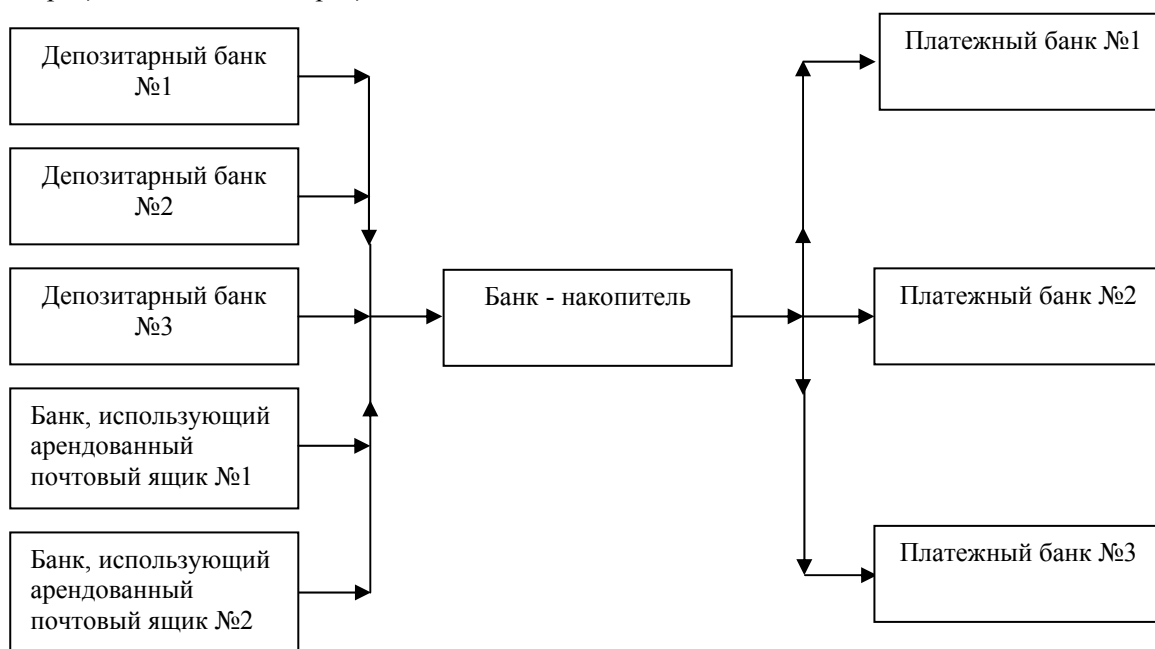 Депозитарный банк
№1
Депозитарный банк
№2
Депозитарный банк
№3
Банк, использующий
арендованный
почтовый ящик №1
Банк, использующий
арендованный
почтовый ящик №2
Банк - накопитель
Платежный банк №1
Платежный банк №2
Платежный банк №3